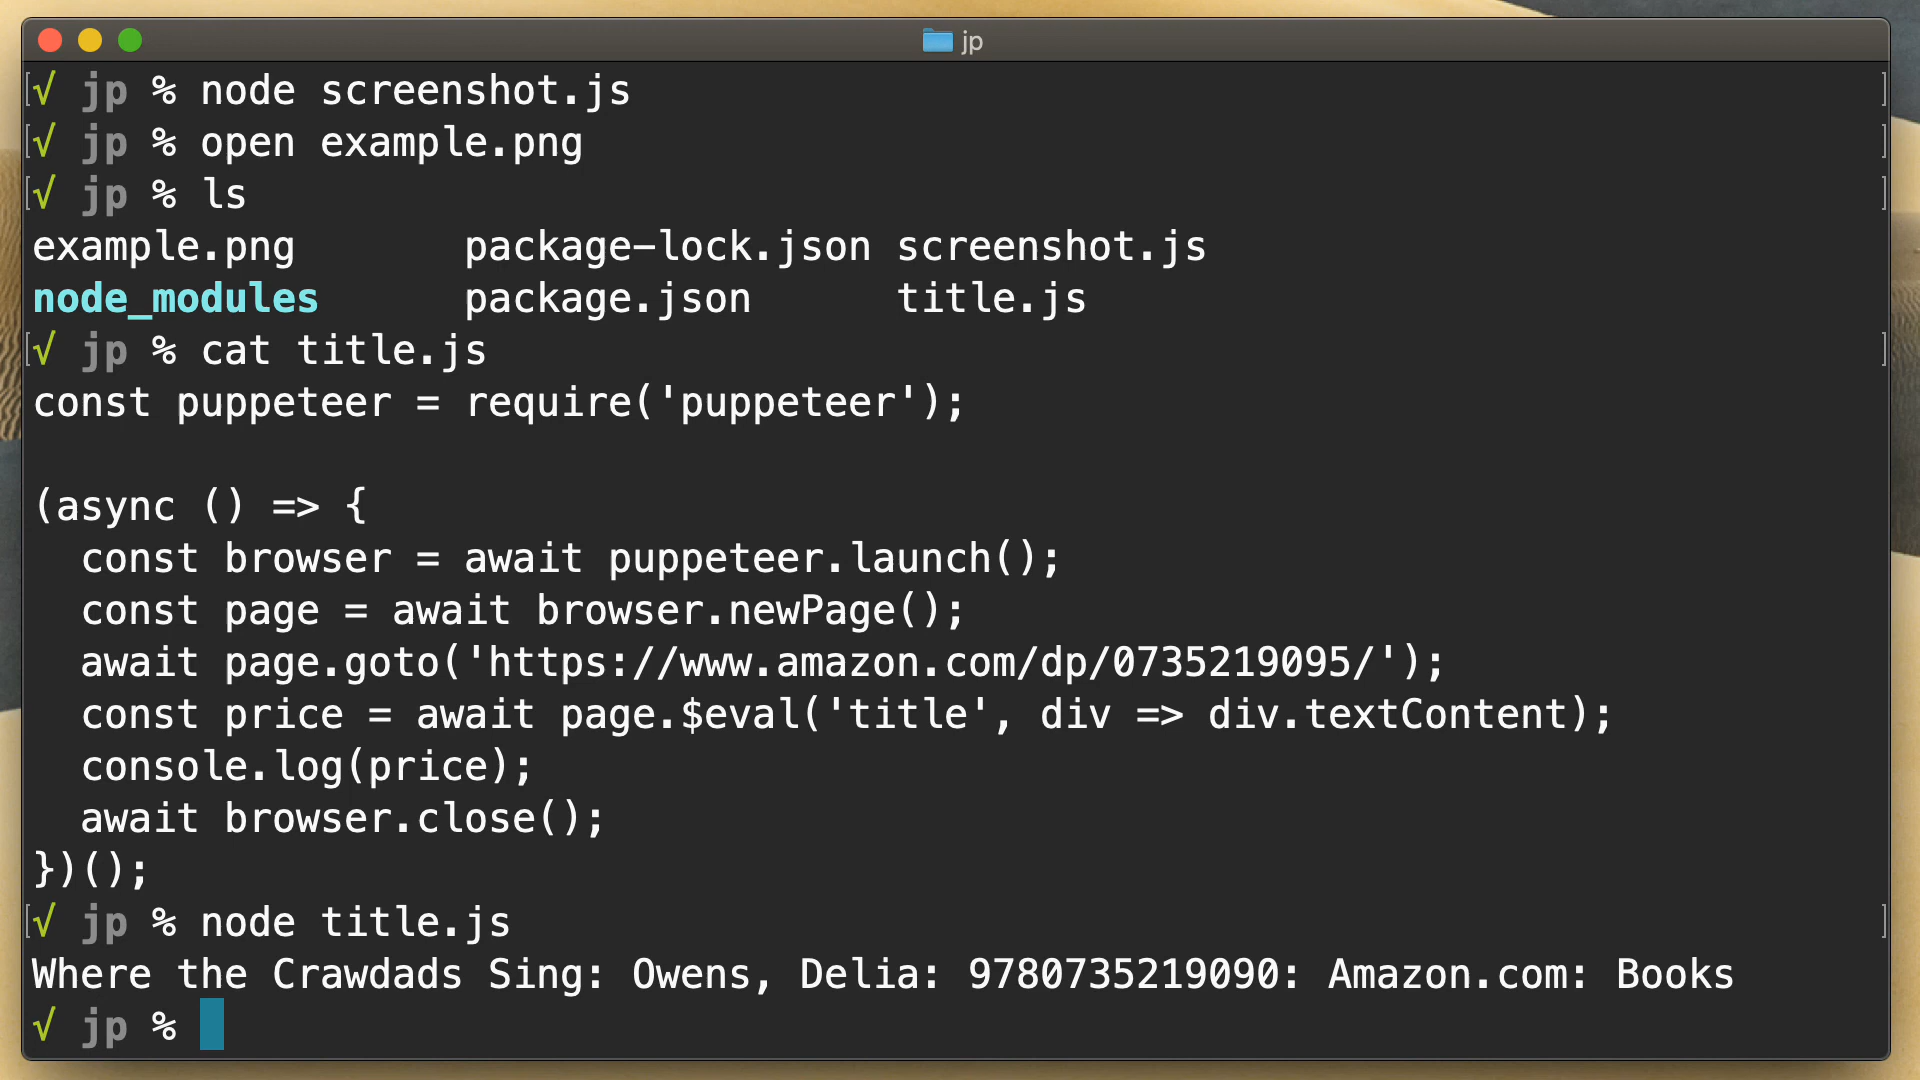 jp
√ jp % node screenshot.js
√ jp % open example.png
√ jp % ls
example.png package-lock.json screenshot.js
node_modules package.json title.js
√ jp % cat title.js
const puppeteer = require('puppeteer');
(async () => {
  const browser = await puppeteer.launch();
  const page = await browser.newPage();
  await page.goto('https://www.amazon.com/dp/0735219095/');
  const price = await page.$eval('title', div => div.textContent);
  console.log(price);
  await browser.close();
})();
√ jp % node title.js
Where the Crawdads Sing: Owens, Delia: 9780735219090: Amazon.com: Books
√ jp %